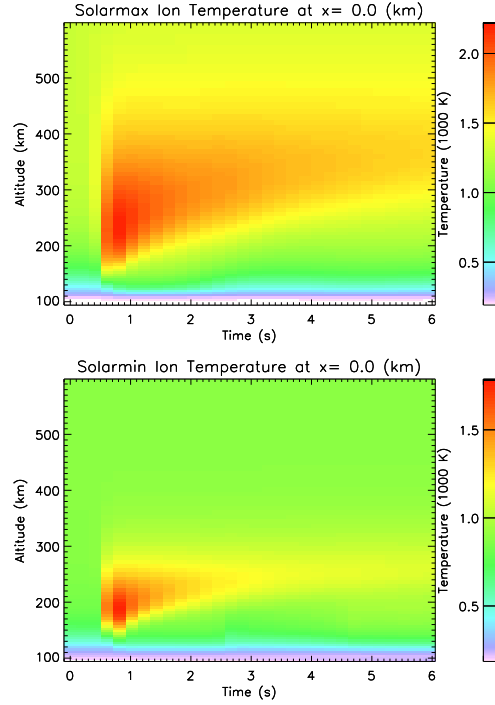 Solarmax Ion Temperature at x= 0.0 (km)
500
400
300
200
100
Altitude (km)
0 1 2 3 4 5 6
Time (s)
2.0
1.5
1.0
0.5
Temperature (1000 K)
Solarmin Ion Temperature at x= 0.0 (km)
500
400
300
200
100
Altitude (km)
0 1 2 3 4 5 6
Time (s)
1.5
1.0
0.5
Temperature (1000 K)